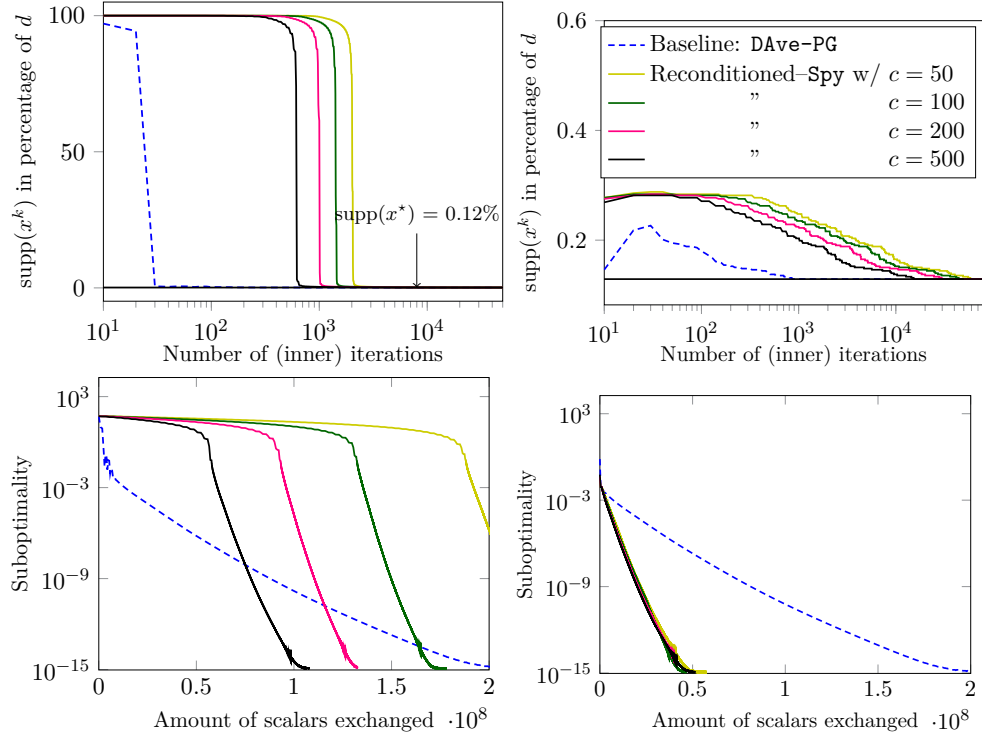 supp(x^k) in percentage of d
100
50
0
supp(x^⋆) = 0.12%
10^1
10^3
10^4
Number of (inner) iterations
supp(x^k) in percentage of d
0.6
0.4
0.2
Baseline: DAve-PG
Reconditioned–Spy w/ c = 50
” c = 100
” c = 200
” c = 500
10^1
10^2
10^3
10^4
Number of (inner) iterations
Suboptimality
10^3
10^−3
10^−9
10^−15
0
0.5
1
1.5
2
Amount of scalars exchanged ·10^8
Suboptimality
10^3
10^−3
10^−9
10^−15
0
0.5
1
1.5
2
Amount of scalars exchanged ·10^8